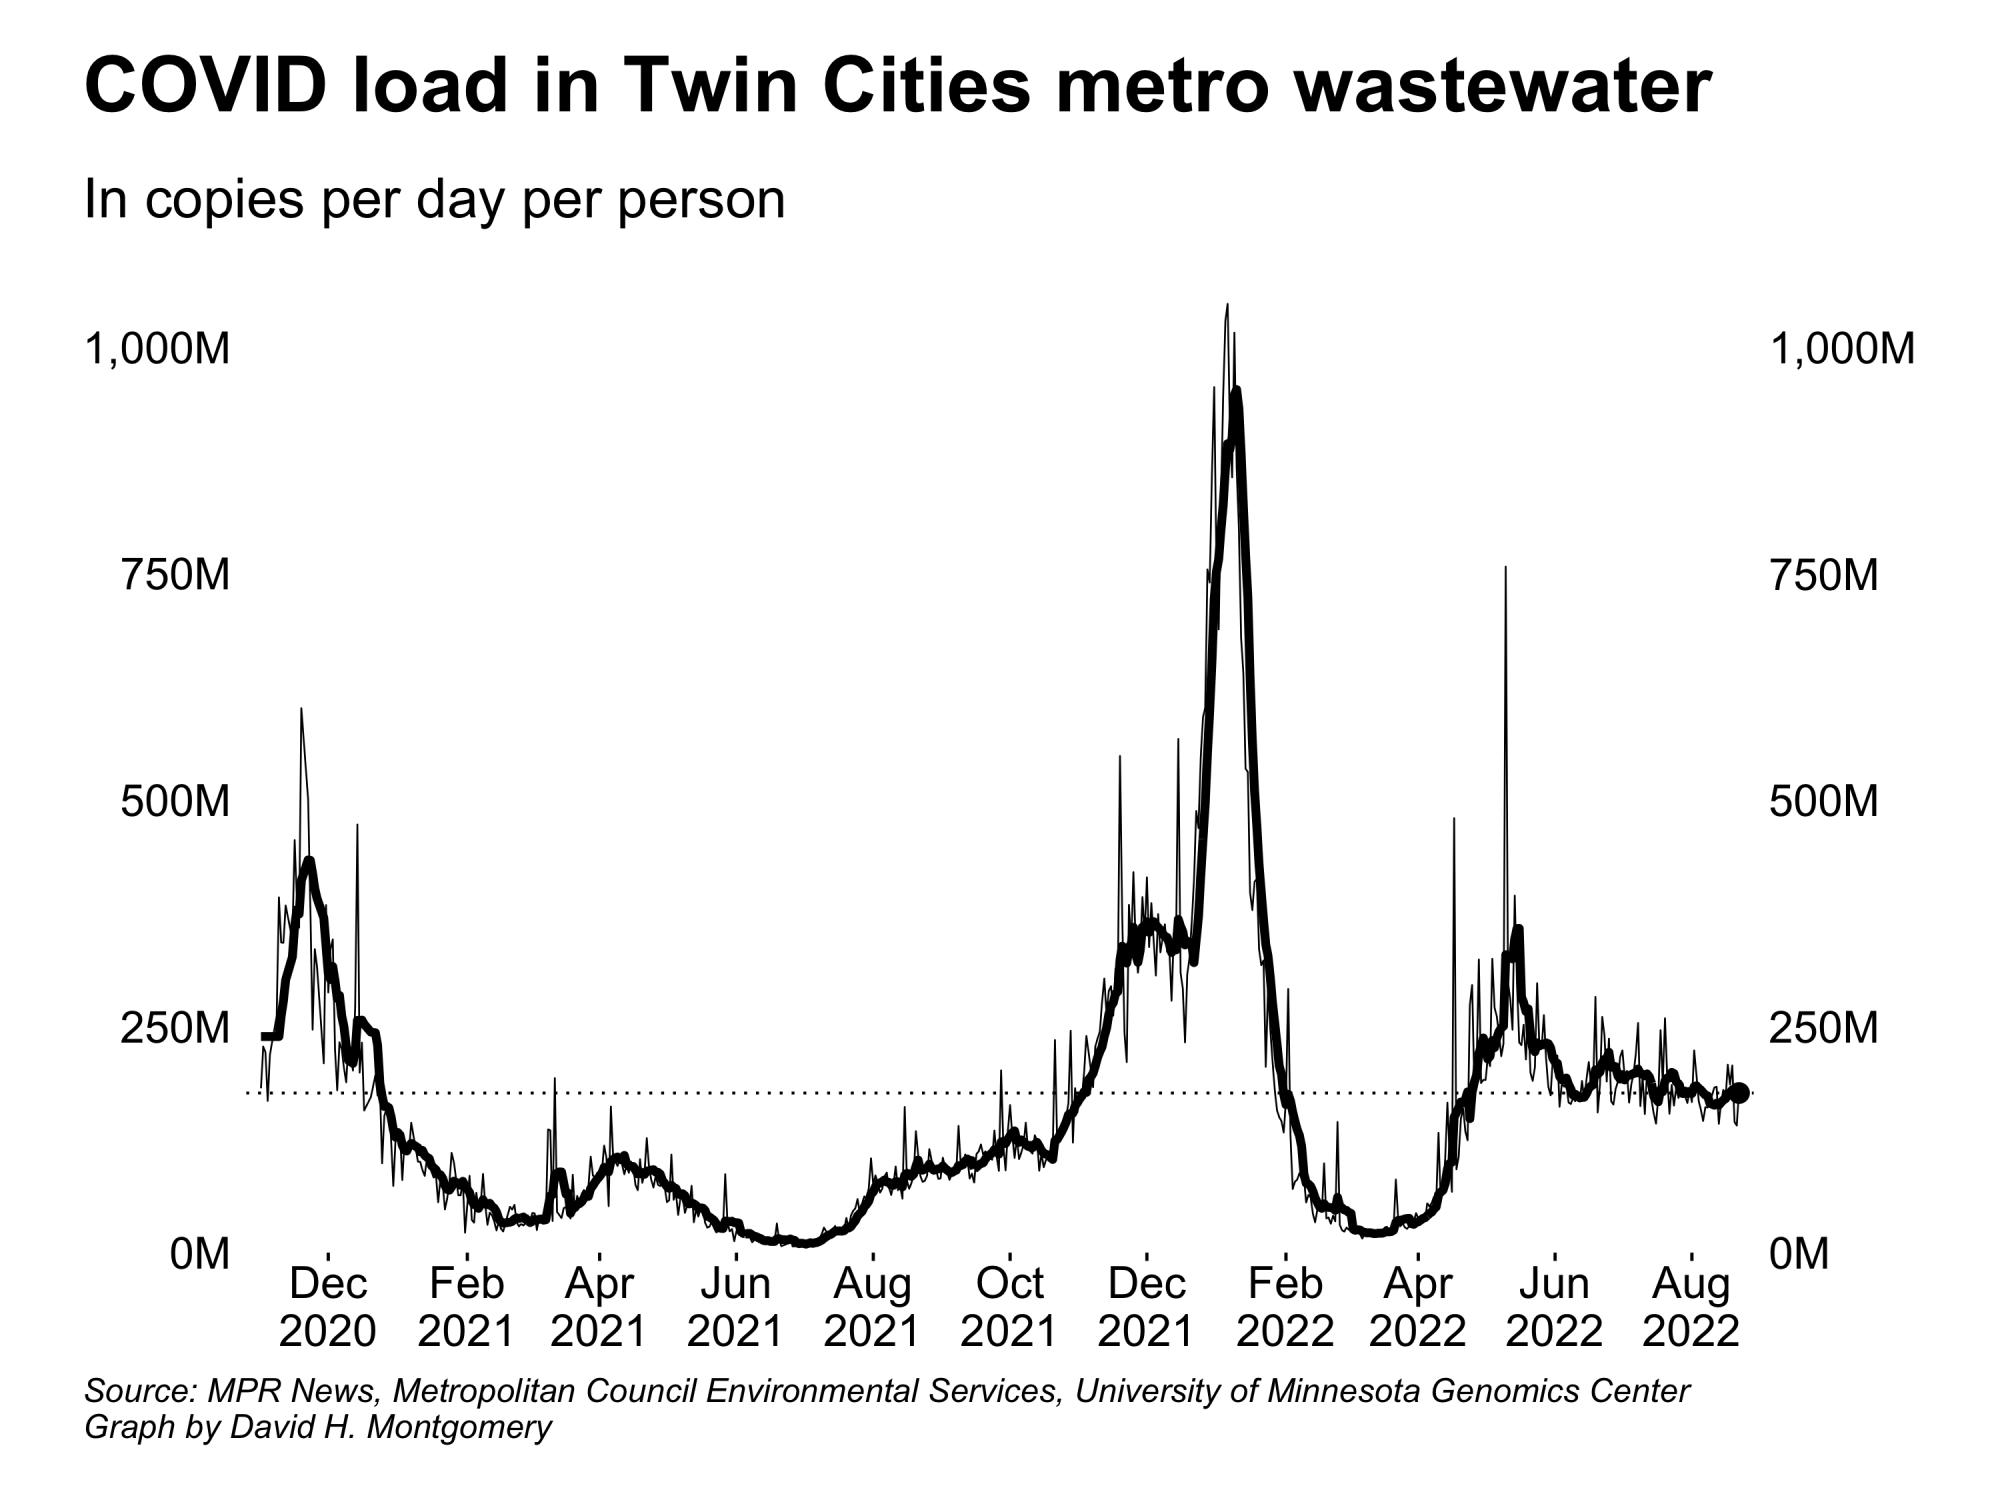 COVID load in Twin Cities metro wastewater
In copies per day per person
1,000M 1,000M
750M 750M
500M 500M
250M 250M
0M 0M
Dec Feb Apr Jun Aug Oct Dec Feb Apr Jun Aug
2020 2021 2021 2021 2021 2021 2021 2022 2022 2022 2022
Source: MPR News, Metropolitan Council Environmental Services, University of Minnesota Genomics Center
Graph by David H. Montgomery